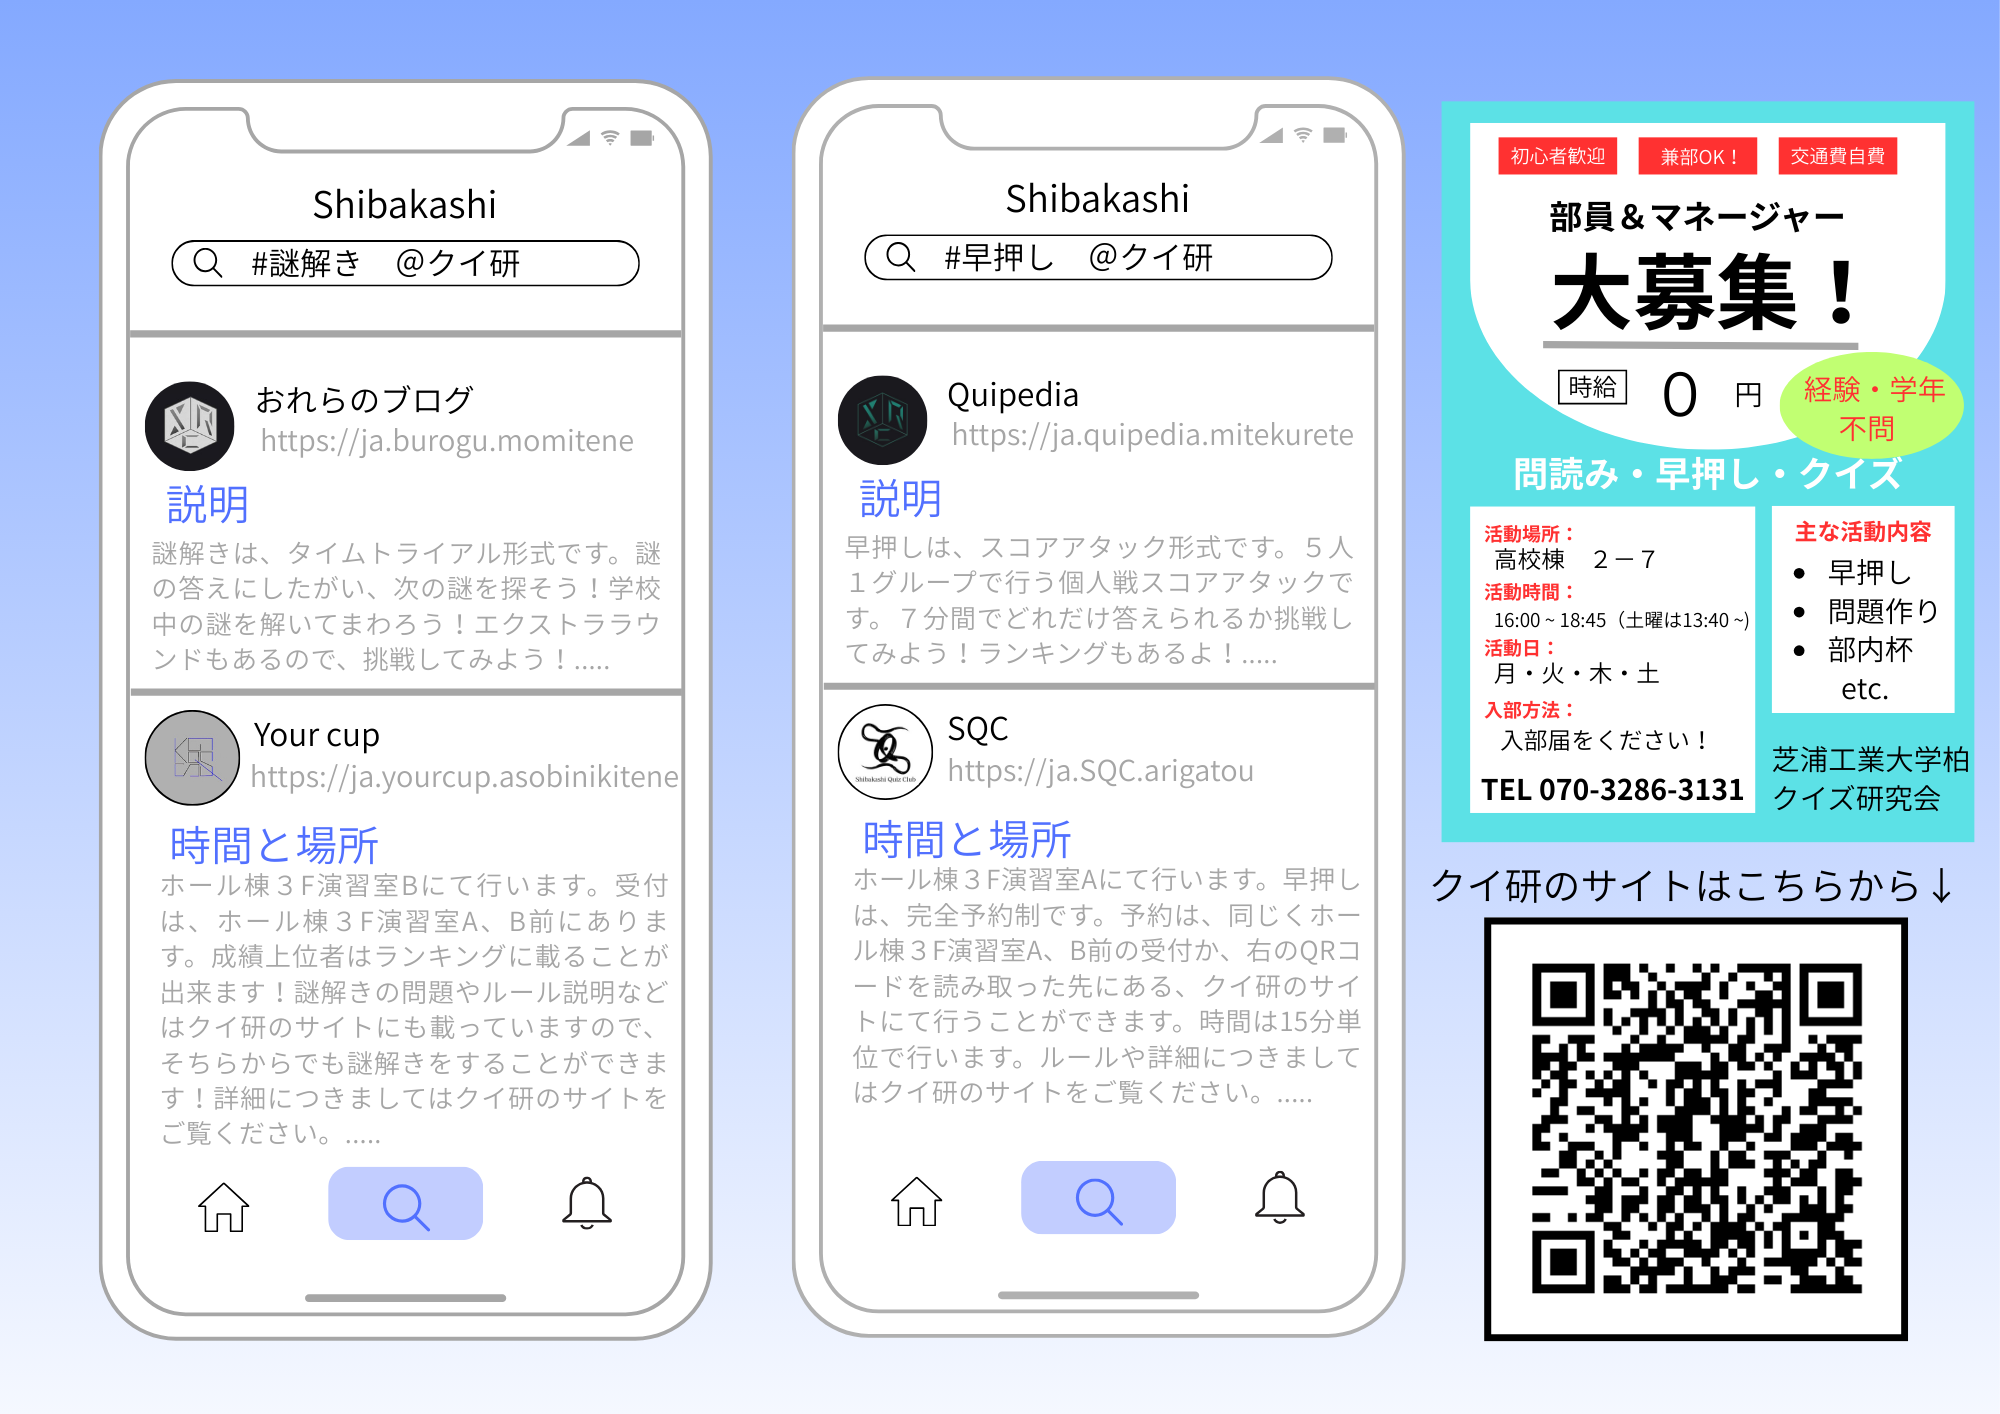 Shibakashi
#謎解き　@クイ研
おれらのブログ
https://ja.burogu.momitene
説明
謎解きは、タイムトライアル形式です。謎
の答えにしたがい、次の謎を探そう！学校
中の謎を解いてまわろう！エクストララウ
ンドもあるので、挑戦してみよう！.....
Your cup
https://ja.yourcup.asobinikitene
時間と場所
ホール棟３F演習室Bにて行います。受付
は、ホール棟３F演習室A、B前にありま
す。成績上位者はランキングに載ることが
出来ます！謎解きの問題やルール説明など
はクイ研のサイトにも載っていますので、
そちらからでも謎解きをすることができま
す！詳細につきましてはクイ研のサイトを
ご覧ください。.....
Shibakashi
#早押し　@クイ研
Quipedia
https://ja.quipedia.mitekurete
説明
早押しは、スコアアタック形式です。５人
１グループで行う個人戦スコアアタックで
す。７分間でどれだけ答えられるか挑戦し
てみよう！ランキングもあるよ！.....
Shibakashi Quiz Club
SQC
https://ja.SQC.arigatou
時間と場所
ホール棟３F演習室Aにて行います。早押し
は、完全予約制です。予約は、同じくホー
ル棟３F演習室A、B前の受付か、右のQRコ
ードを読み取った先にある、クイ研のサイ
トにて行うことができます。時間は15分単
位で行います。ルールや詳細につきまして
はクイ研のサイトをご覧ください。.....
初心者歓迎　兼部OK！　交通費自費
部員＆マネージャー
大募集！
時給　０　円
経験・学年
不問
問読み・早押し・クイズ
活動場所：
高校棟　２－７
活動時間：
16:00 ~ 18:45（土曜は13:40 ~)
活動日：
月・火・木・土
入部方法：
入部届をください！
TEL 070-3286-3131
主な活動内容
• 早押し
• 問題作り
• 部内杯
etc.
芝浦工業大学柏
クイズ研究会
クイ研のサイトはこちらから↓